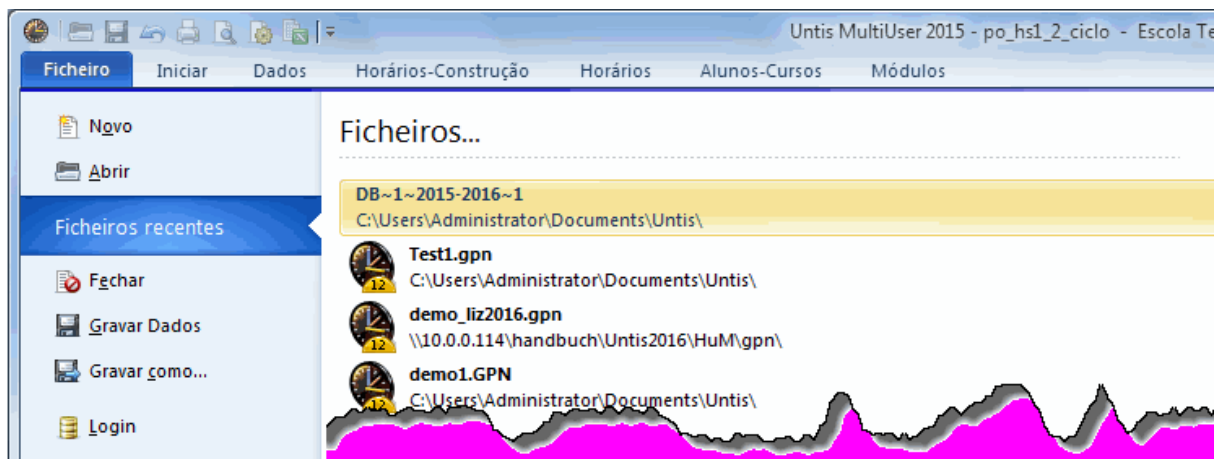 Untis MultiUser 2015 - po_hs1_2_ciclo - Escola Te
Ficheiro Iniciar Dados Horários-Construção Horários Alunos-Cursos Módulos
Novo
Abrir
Ficheiros recentes
Fechar
Gravar Dados
Gravar como...
Login
Ficheiros...
DB~1~2015-2016~1
C:\Users\Administrator\Documents\Untis\
Test1.gpn
C:\Users\Administrator\Documents\Untis\
12
demo_liz2016.gpn
\\10.0.0.114\handbuch\Untis2016\HuM\gpn\
12
demo1.GPN
C:\Users\Administrator\Documents\Untis\
12